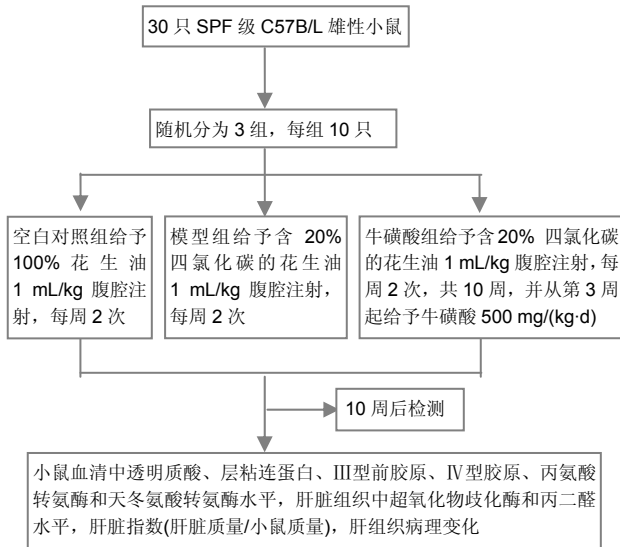 30 只 SPF 级 C57B/L 雄性小鼠
随机分为 3 组，每组 10 只
空白对照组给予
100% 花生油
1 mL/kg 腹腔注
射，每周 2 次
模型组给予含 20%
四氯化碳的花生油
1 mL/kg 腹腔注射，
每周 2 次
牛磺酸组给予含 20% 四氯化碳
的花生油 1 mL/kg 腹腔注射，每
周 2 次，共 10 周，并从第 3 周
起给予牛磺酸 500 mg/(kg·d)
10 周后检测
小鼠血清中透明质酸、层粘连蛋白、III型前胶原、IV型胶原、丙氨酸
转氨酶和天冬氨酸转氨酶水平，肝脏组织中超氧化物歧化酶和丙二醛
水平，肝脏指数(肝脏质量/小鼠质量)，肝组织病理变化